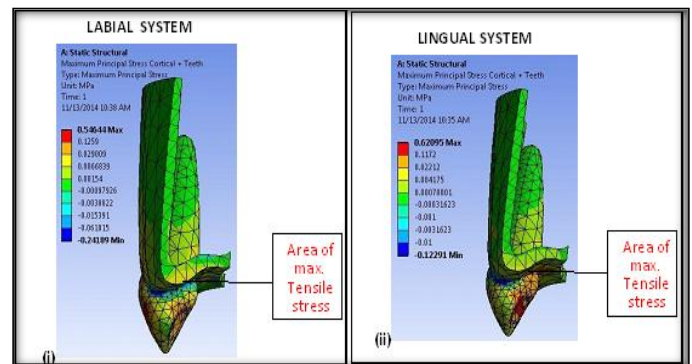 LABIAL SYSTEM
A: Static Structural
Maximum Principal Stress Cortical + Teeth
Type: Maximum Principal Stress
Unit: MPa
Time: 1
11/13/2014 10:38 AM
0.54644 Max
0.1259
0.029009
0.0066839
0.00154
-0.00097926
-0.0038822
-0.015391
-0.061015
-0.24189 Min
Area of
max.
Tensile
stress
(i)
LINGUAL SYSTEM
A: Static Structural
Maximum Principal Stress Cortical + Teeth
Type: Maximum Principal Stress
Unit: MPa
Time: 1
11/13/2014 10:35 AM
0.62095 Max
0.1172
0.02212
0.004175
0.00078801
-0.00031623
-0.001
-0.0031623
-0.01
-0.12291 Min
Area of
max.
Tensile
stress
(ii)